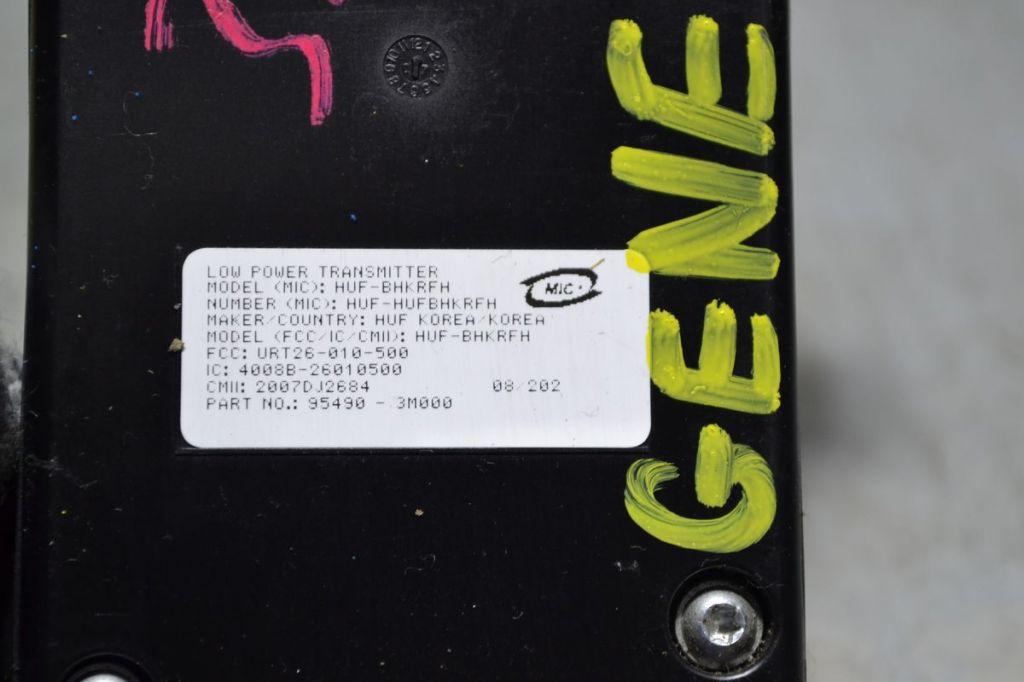 LOW POWER TRANSMITTER
MODEL (MIC): HUF-BHKRFH
NUMBER (MIC): HUF-HUFBHKRFH
MAKER/COUNTRY: HUF KOREA/KOREA
MODEL (FCC/IC/CMII): HUF-BHKRFH
FCC: URT26-010-500
IC: 4008B-26010500
CMII: 2007DJ2684 08/202
PART NO.: 95490 - 3M000
MIC
GENE